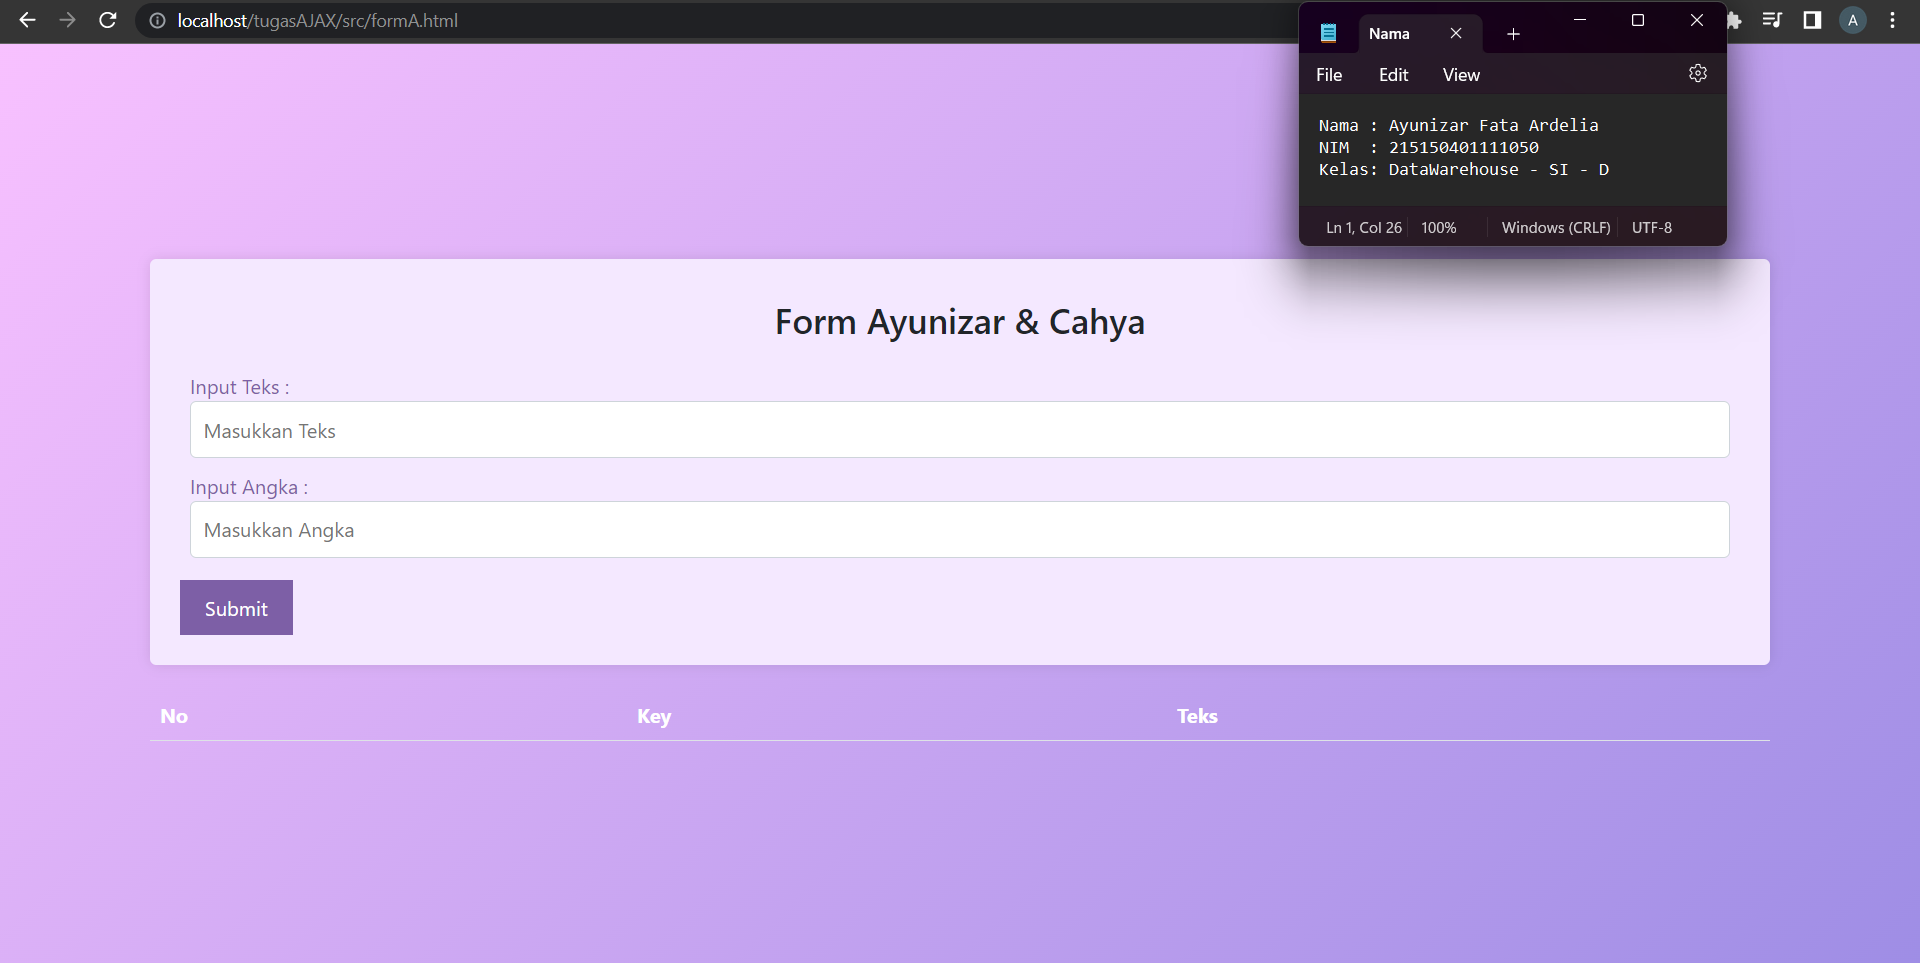 localhost/tugasAJAX/src/formA.html
A
Nama
File Edit View
Nama : Ayunizar Fata Ardelia
NIM  : 215150401111050
Kelas: DataWarehouse - SI - D
Ln 1, Col 26 100% Windows (CRLF) UTF-8
Form Ayunizar & Cahya
Input Teks :
Masukkan Teks
Input Angka :
Masukkan Angka
Submit
No Key Teks